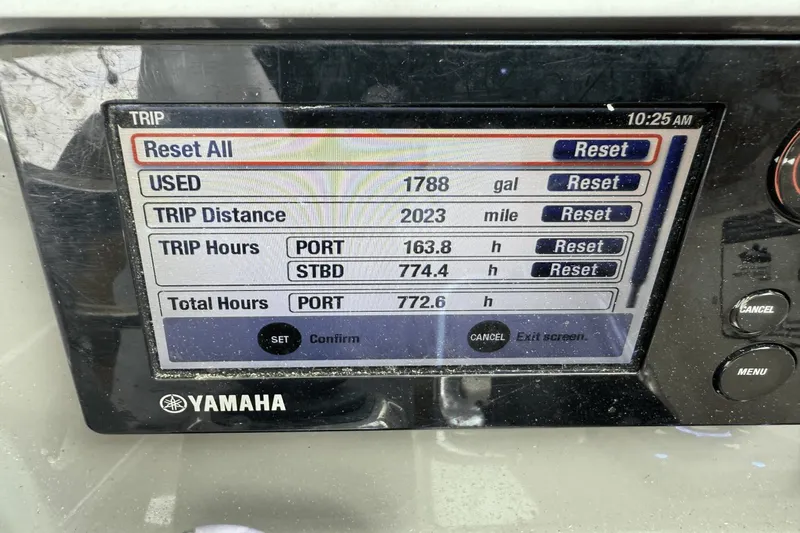 TRIP 10:25 AM
Reset All Reset
USED 1788 gal Reset
TRIP Distance 2023 mile Reset
TRIP Hours PORT 163.8 h Reset
STBD 774.4 h Reset
Total Hours PORT 772.6 h
SET Confirm CANCEL Exit screen.
CANCEL
MENU
YAMAHA